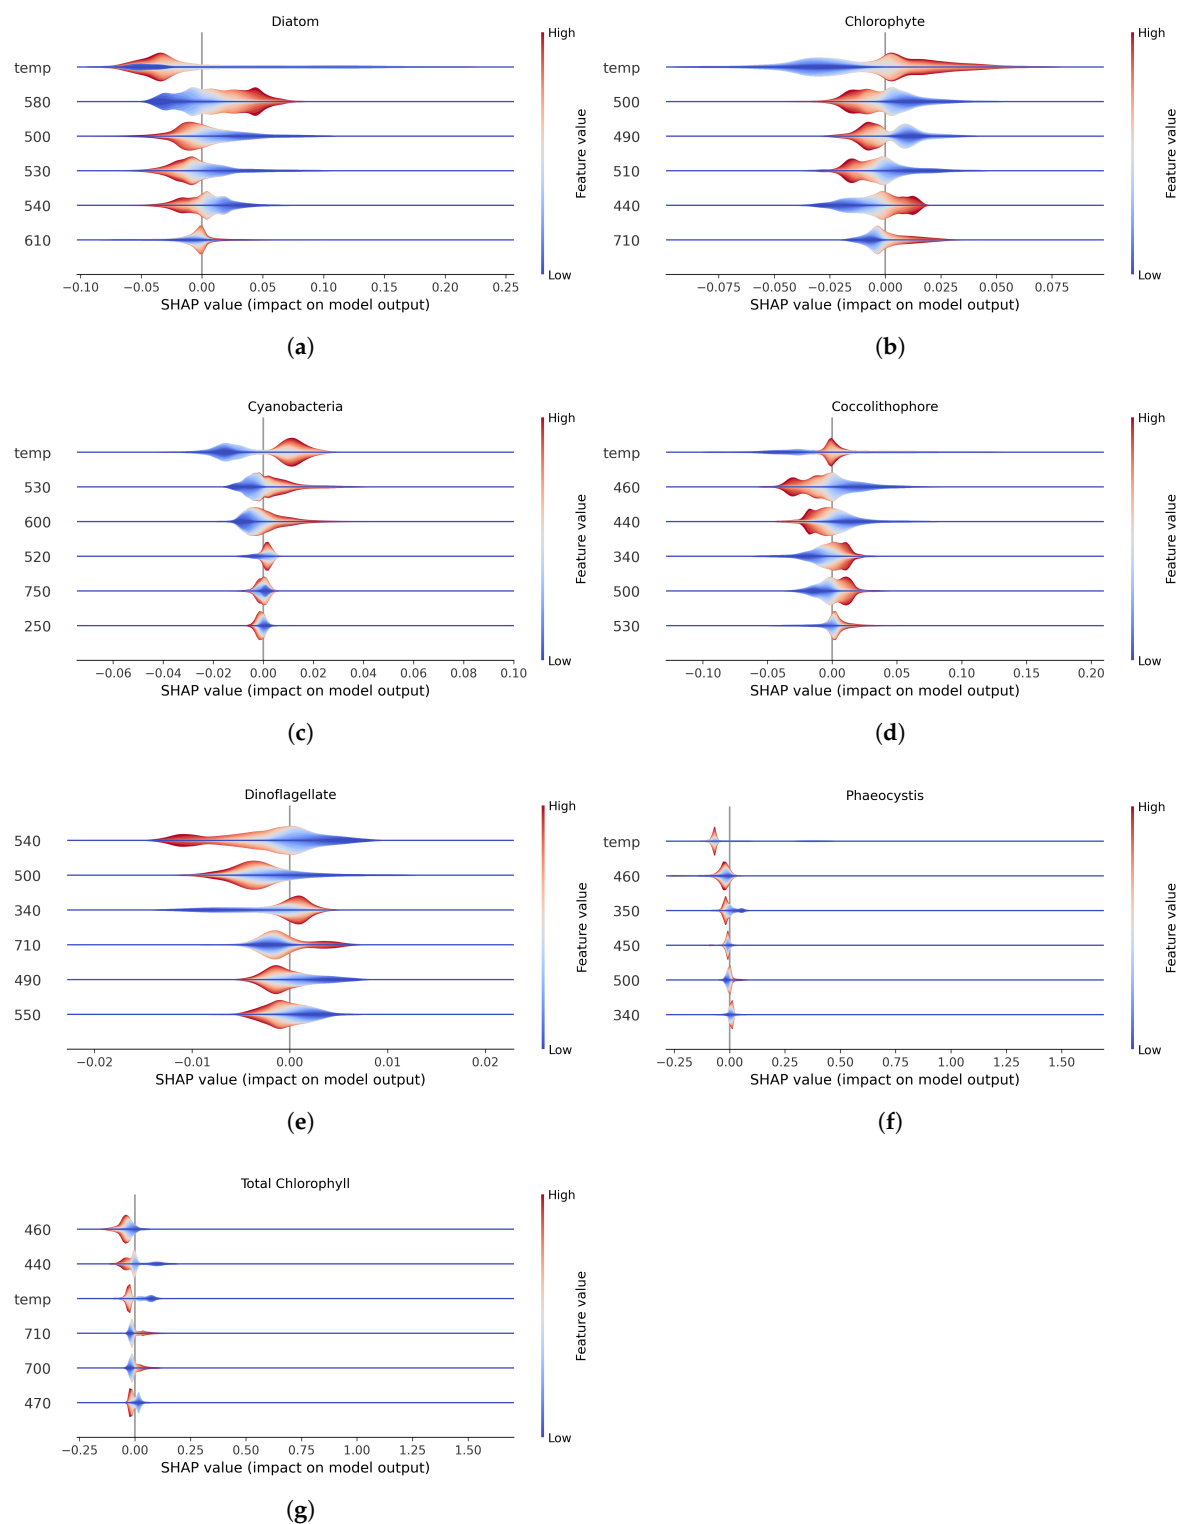 Diatom
High
temp
580
500
530
540
610
Feature value
Low
−0.10 −0.05 0.00 0.05 0.10 0.15 0.20 0.25
SHAP value (impact on model output)
(a)
Chlorophyte
High
temp
500
490
510
440
710
Feature value
Low
−0.075 −0.050 −0.025 0.000 0.025 0.050 0.075
SHAP value (impact on model output)
(b)
Cyanobacteria
High
temp
530
600
520
750
250
Feature value
Low
−0.06 −0.04 −0.02 0.00 0.02 0.04 0.06 0.08 0.10
SHAP value (impact on model output)
(c)
Coccolithophore
High
temp
460
440
340
500
530
Feature value
Low
−0.10 −0.05 0.00 0.05 0.10 0.15 0.20
SHAP value (impact on model output)
(d)
Dinoflagellate
High
540
500
340
710
490
550
Feature value
Low
−0.02 −0.01 0.00 0.01 0.02
SHAP value (impact on model output)
(e)
Phaeocystis
High
temp
460
350
450
500
340
Feature value
Low
−0.25 0.00 0.25 0.50 0.75 1.00 1.25 1.50
SHAP value (impact on model output)
(f)
Total Chlorophyll
High
460
440
temp
710
700
470
Feature value
Low
−0.25 0.00 0.25 0.50 0.75 1.00 1.25 1.50
SHAP value (impact on model output)
(g)